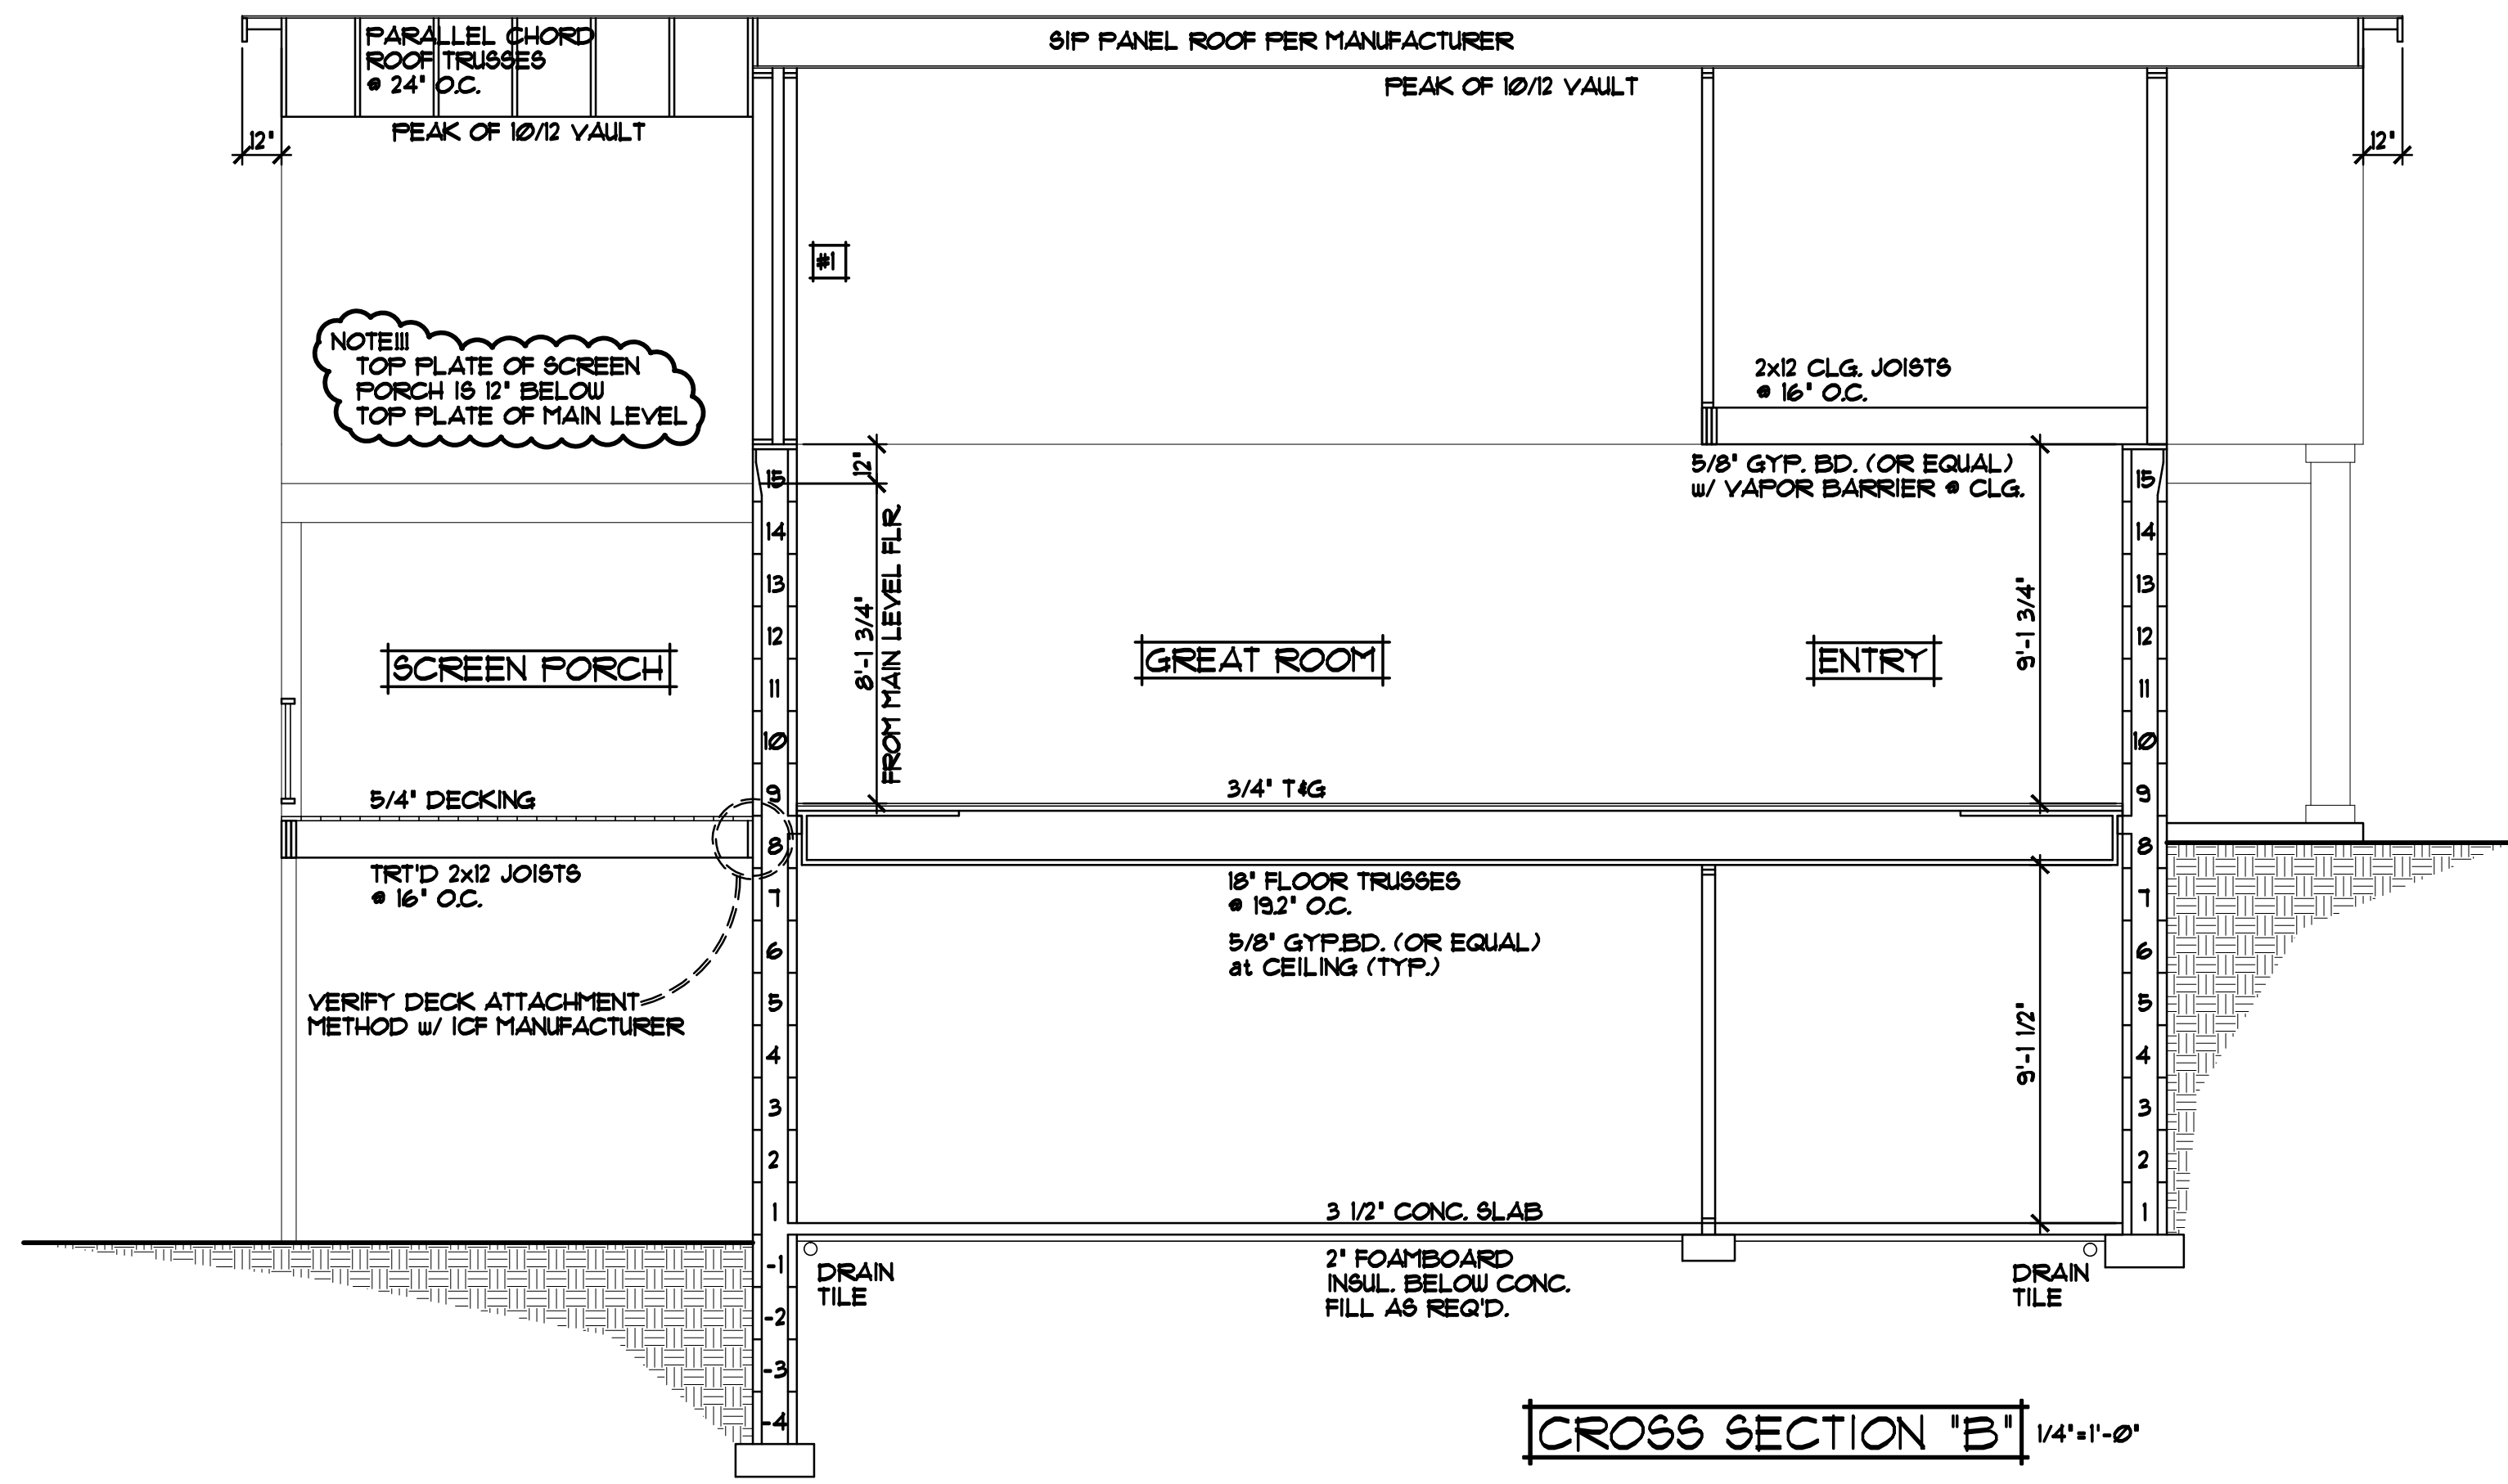 PARALLEL CHORD
ROOF TRUSSES
@ 24" O.C.
SIP PANEL ROOF PER MANUFACTURER
PEAK OF 10/12 VAULT
PEAK OF 10/12 VAULT
12"
12"
#1
NOTE!!!
TOP PLATE OF SCREEN
PORCH IS 12" BELOW
TOP PLATE OF MAIN LEVEL
2x12 CLG. JOISTS
@ 16" O.C.
12"
5/8" GYP. BD. (OR EQUAL)
w/ VAPOR BARRIER @ CLG.
8'-1 3/4"
FROM MAIN LEVEL FLR.
9'-1 3/4"
SCREEN PORCH
GREAT ROOM
ENTRY
5/4" DECKING
3/4" T&G
TRT'D 2x12 JOISTS
@ 16" O.C.
18" FLOOR TRUSSES
@ 19.2" O.C.
5/8" GYP.BD. (OR EQUAL)
at CEILING (TYP.)
VERIFY DECK ATTACHMENT
METHOD w/ ICF MANUFACTURER
9'-1 1/2"
15
14
13
12
11
10
9
8
7
6
5
4
3
2
1
-1
-2
-3
-4
15
14
13
12
11
10
9
8
7
6
5
4
3
2
1
3 1/2" CONC. SLAB
2" FOAMBOARD
INSUL. BELOW CONC.
FILL AS REQ'D.
DRAIN
TILE
DRAIN
TILE
CROSS SECTION "B" 1/4"=1'-0"